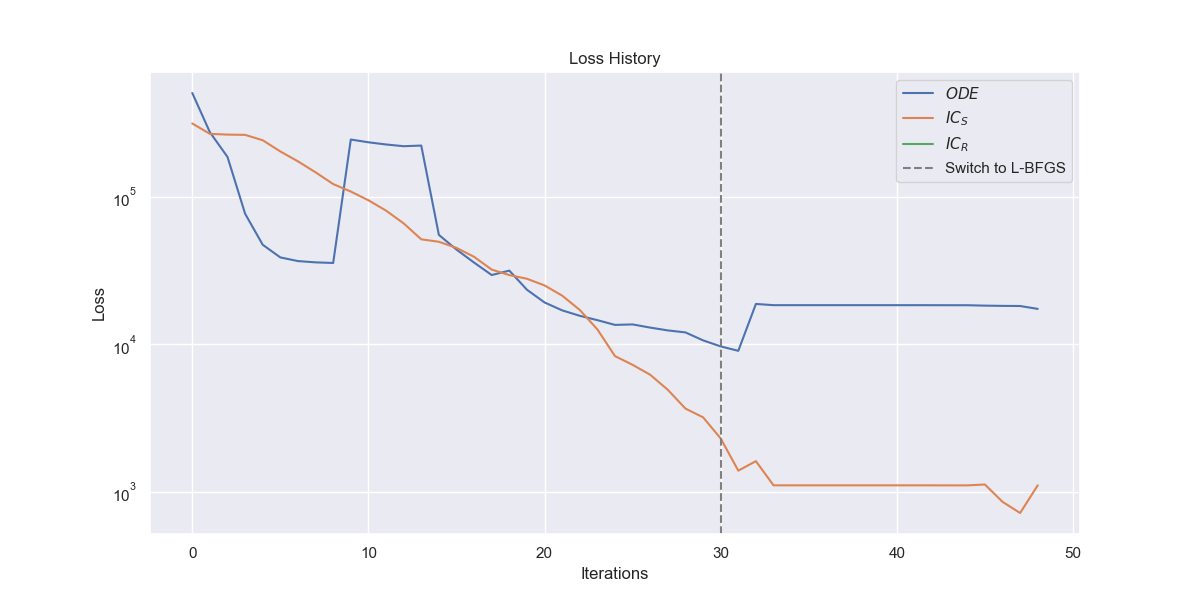 Loss History
ODE
IC_S
IC_R
Switch to L-BFGS
10^5
10^4
10^3
Loss
0 10 20 30 40 50
Iterations